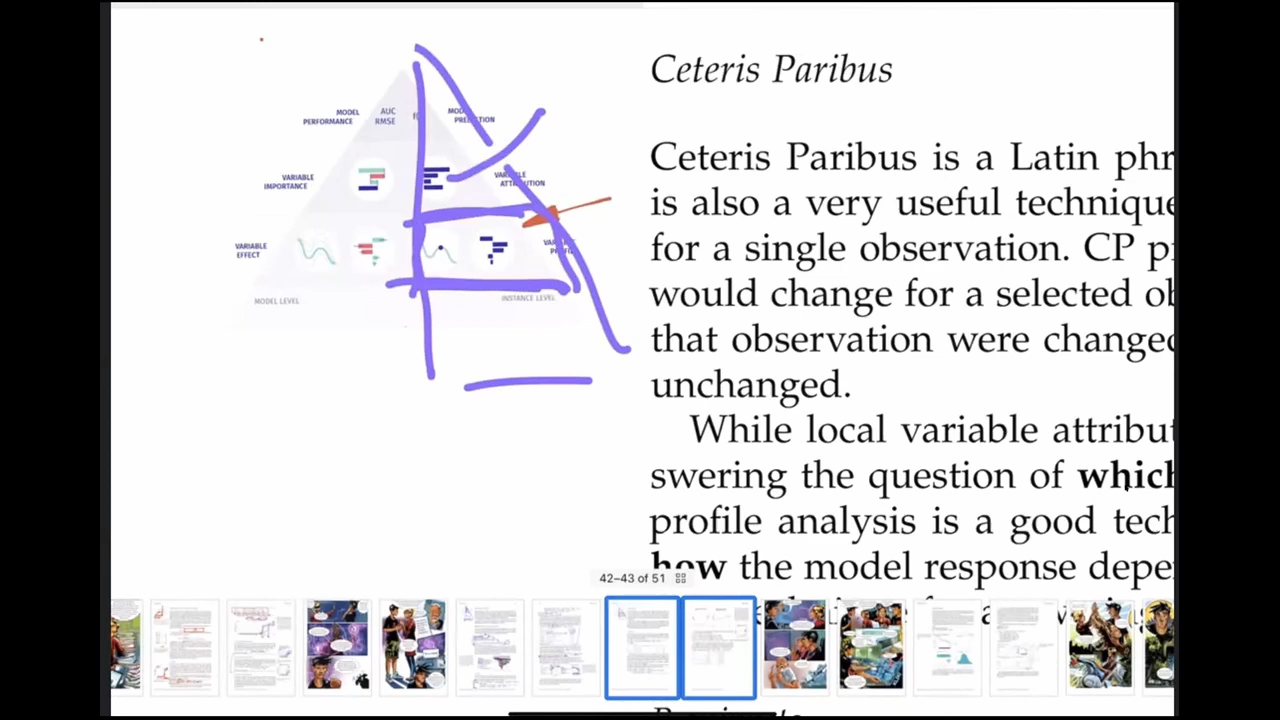 Ceteris Paribus
MODEL PERFORMANCE
AUC
RMSE
VARIABLE IMPORTANCE
VARIABLE EFFECT
MODEL LEVEL
INSTANCE LEVEL
Ceteris Paribus is a Latin phr
is also a very useful technique
for a single observation. CP p
would change for a selected ob
that observation were changed
unchanged.
While local variable attribut
swering the question of which
profile analysis is a good tech
how the model response depe
42–43 of 51